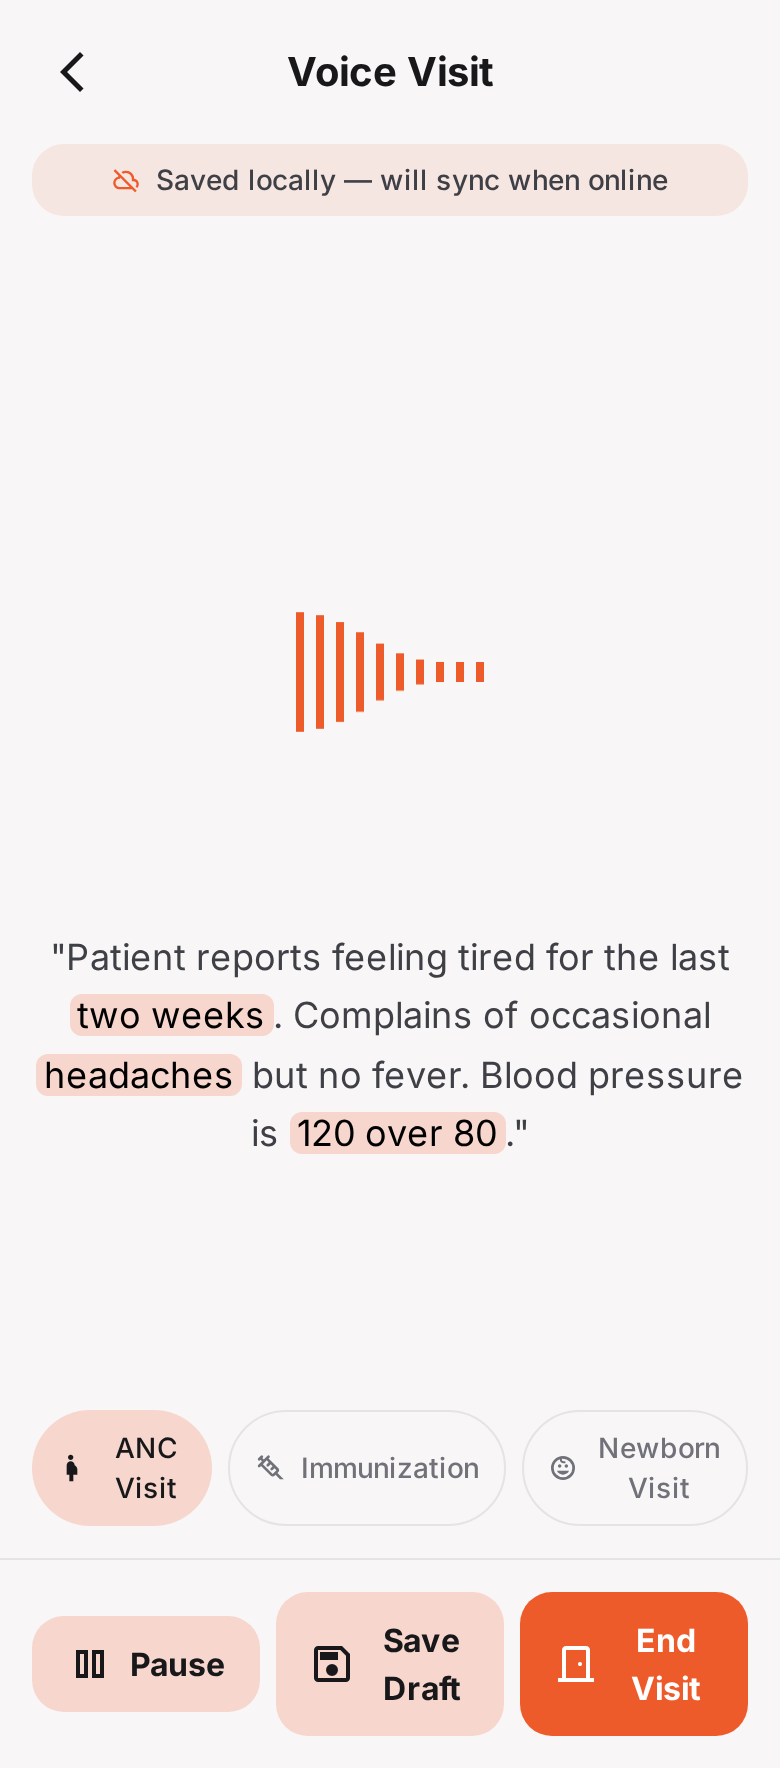 Voice Visit
Saved locally — will sync when online
"Patient reports feeling tired for the last
two weeks. Complains of occasional
headaches but no fever. Blood pressure
is 120 over 80."
ANC
Visit
Immunization
Newborn
Visit
Pause
Save
Draft
End
Visit